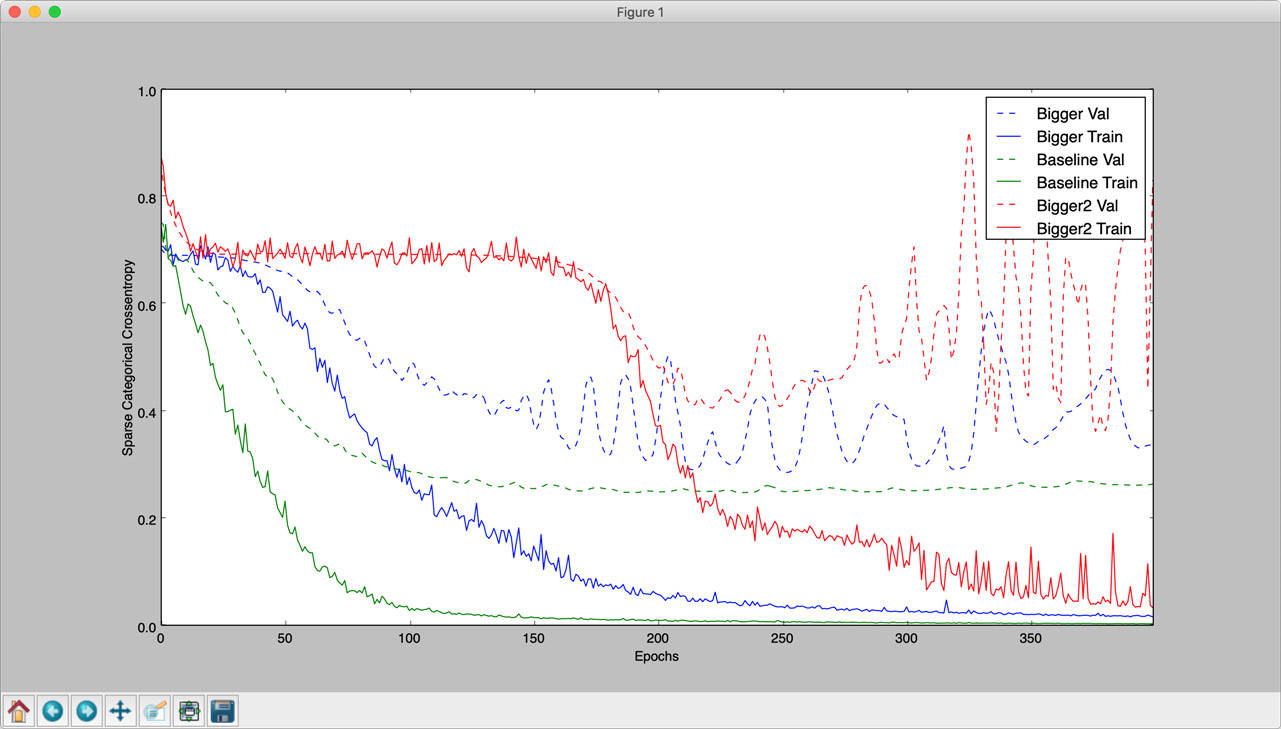 Figure 1
1.0
0.8
0.6
0.4
0.2
0.0
Sparse Categorical Crossentropy
Bigger Val
Bigger Train
Baseline Val
Baseline Train
Bigger2 Val
Bigger2 Train
0 50 100 150 200 250 300 350
Epochs